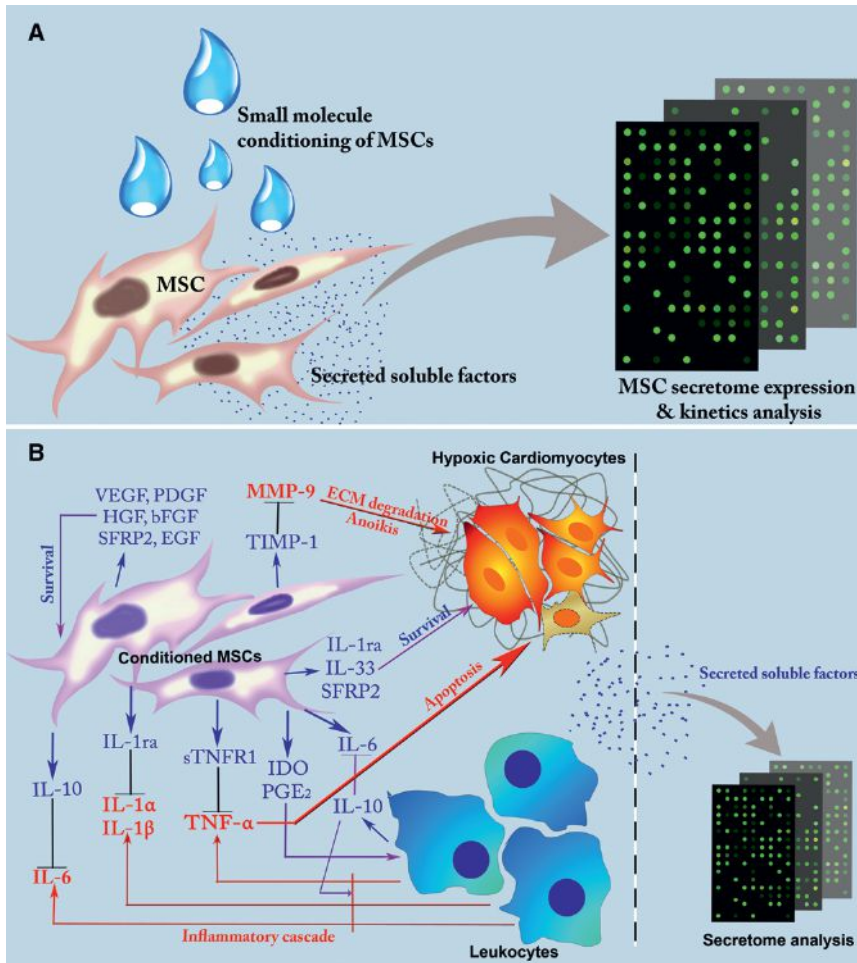 A
Small molecule
conditioning of MSCs
MSC
Secreted soluble factors
MSC secretome expression
& kinetics analysis
B
Hypoxic Cardiomyocytes
VEGF, PDGF
HGF, bFGF
SFRP2, EGF
Survival
MMP-9
ECM degradation
Anoikis
TIMP-1
Conditioned MSCs
IL-1ra
IL-33
SFRP2
Survival
Apoptosis
Secreted soluble factors
IL-10
IL-6
IL-1ra
IL-1α
IL-1β
sTNFR1
TNF-α
IDO
PGE₂
IL-6
IL-10
Inflammatory cascade
Leukocytes
Secretome analysis